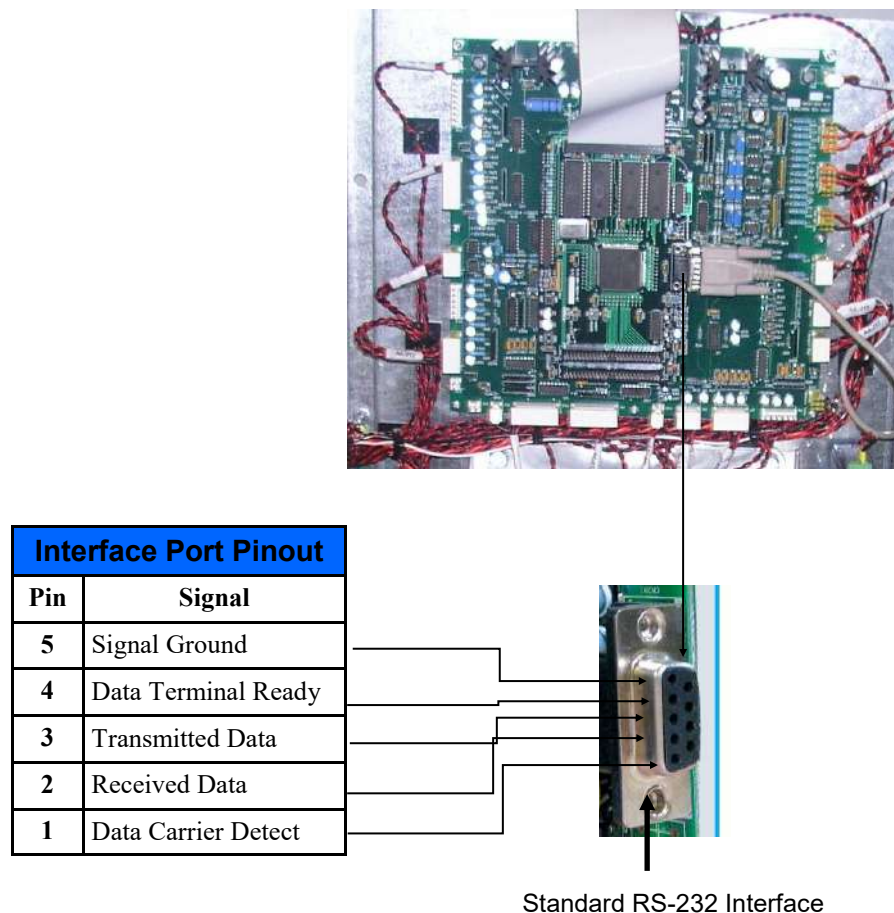 Interface Port Pinout
Pin Signal
5 Signal Ground
4 Data Terminal Ready
3 Transmitted Data
2 Received Data
1 Data Carrier Detect
Standard RS-232 Interface